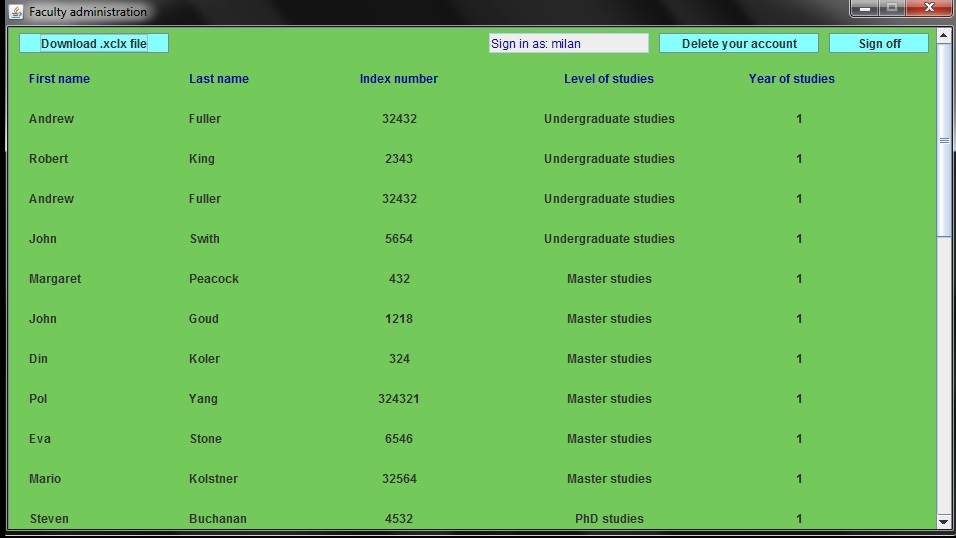 Faculty administration
Download .xclx file Sign in as: milan Delete your account Sign off
First name Last name Index number Level of studies Year of studies
Andrew Fuller 32432 Undergraduate studies 1
Robert King 2343 Undergraduate studies 1
Andrew Fuller 32432 Undergraduate studies 1
John Swith 5654 Undergraduate studies 1
Margaret Peacock 432 Master studies 1
John Goud 1218 Master studies 1
Din Koler 324 Master studies 1
Pol Yang 324321 Master studies 1
Eva Stone 6546 Master studies 1
Mario Kolstner 32564 Master studies 1
Steven Buchanan 4532 PhD studies 1